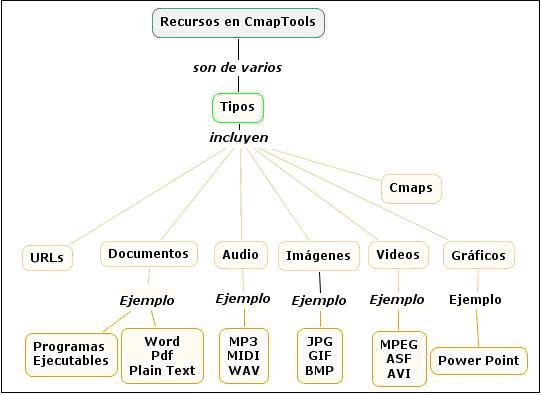 Recursos en CmapTools
son de varios
Tipos
incluyen
Cmaps
URLs
Documentos
Audio
Imágenes
Videos
Gráficos
Ejemplo
Ejemplo
Ejemplo
Ejemplo
Ejemplo
Programas
Ejecutables
Word
Pdf
Plain Text
MP3
MIDI
WAV
JPG
GIF
BMP
MPEG
ASF
AVI
Power Point